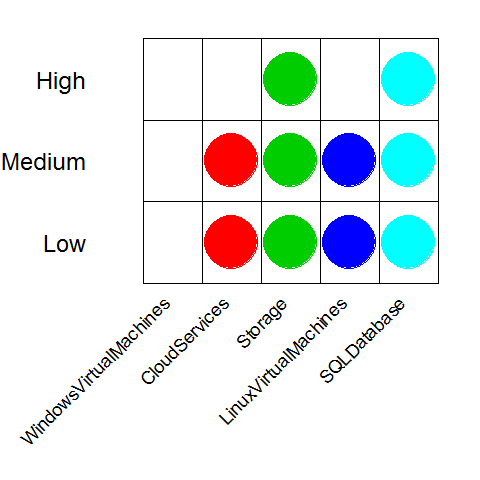 High
Medium
Low
WindowsVirtualMachines
CloudServices
Storage
LinuxVirtualMachines
SQLDatabase